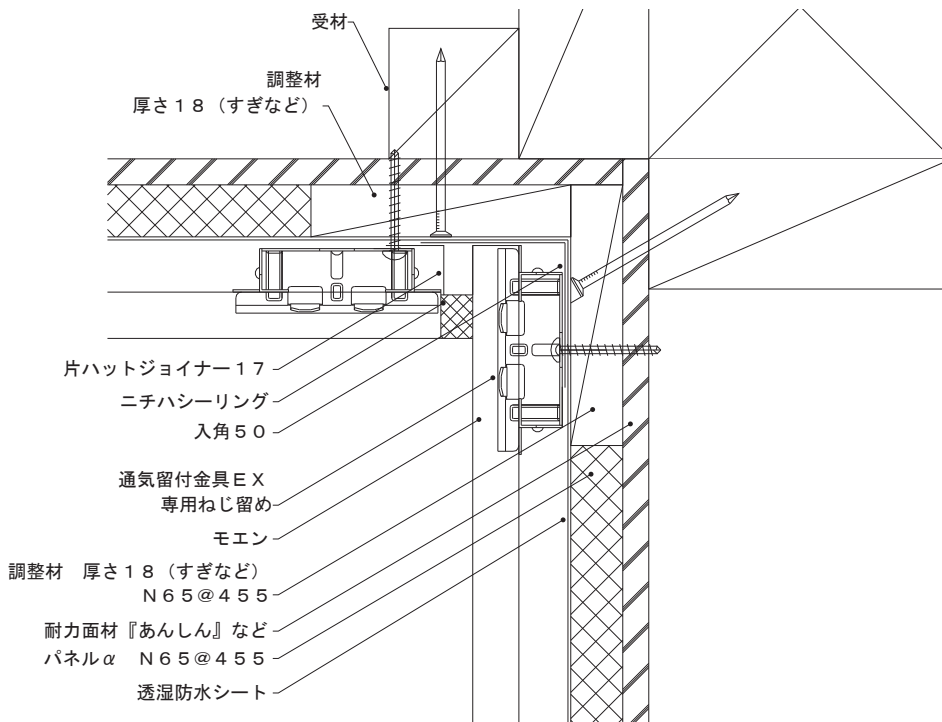 受材
調整材
厚さ１８（すぎなど）
片ハットジョイナー１７
ニチハシーリング
入角５０
通気留付金具ＥＸ
専用ねじ留め
モエン
調整材　厚さ１８（すぎなど）
Ｎ６５＠４５５
耐力面材『あんしん』など
パネルα　Ｎ６５＠４５５
透湿防水シート